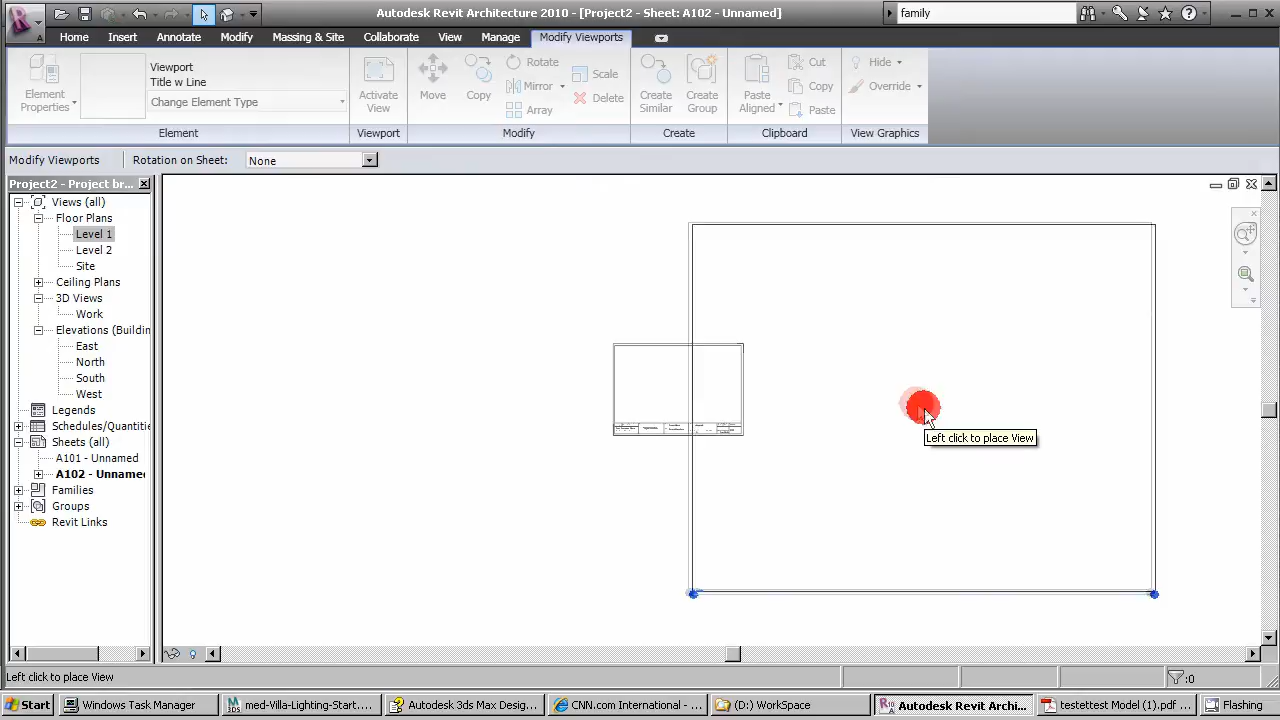 Autodesk Revit Architecture 2010 - [Project2 - Sheet: A102 - Unnamed]
family
Home Insert Annotate Modify Massing & Site Collaborate View Manage Modify Viewports
Element Properties
Viewport
Title w Line
Change Element Type
Activate View
Move
Copy
Rotate
Mirror
Array
Scale
Delete
Create Similar
Create Group
Paste Aligned
Cut
Copy
Paste
Hide
Override
Element Viewport Modify Create Clipboard View Graphics
Modify Viewports Rotation on Sheet: None
Project2 - Project br...
Views (all)
Floor Plans
Level 1
Level 2
Site
Ceiling Plans
3D Views
Work
Elevations (Buildin
East
North
South
West
Legends
Schedules/Quantitie
Sheets (all)
A101 - Unnamed
A102 - Unnamed
Families
Groups
Revit Links
Left click to place View
Left click to place View
:0
Start Windows Task Manager med-Villa-Lighting-Start... Autodesk 3ds Max Design... CNN.com International - ... (D:) WorkSpace Autodesk Revit Archi... testetest Model (1).pdf ... Flashing